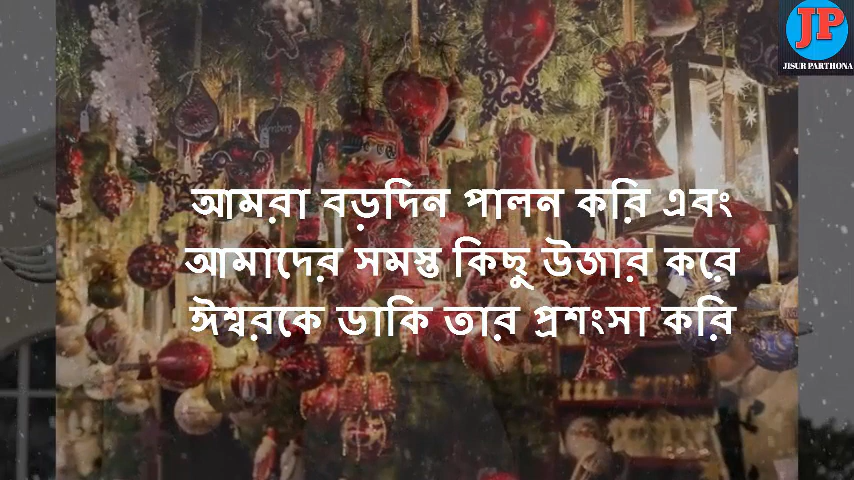 JP
JISUR PARTHONA
আমরা বড়দিন পালন করি এবং
আমাদের সমস্ত কিছু উজার করে
ঈশ্বরকে ডাকি তার প্রশংসা করি